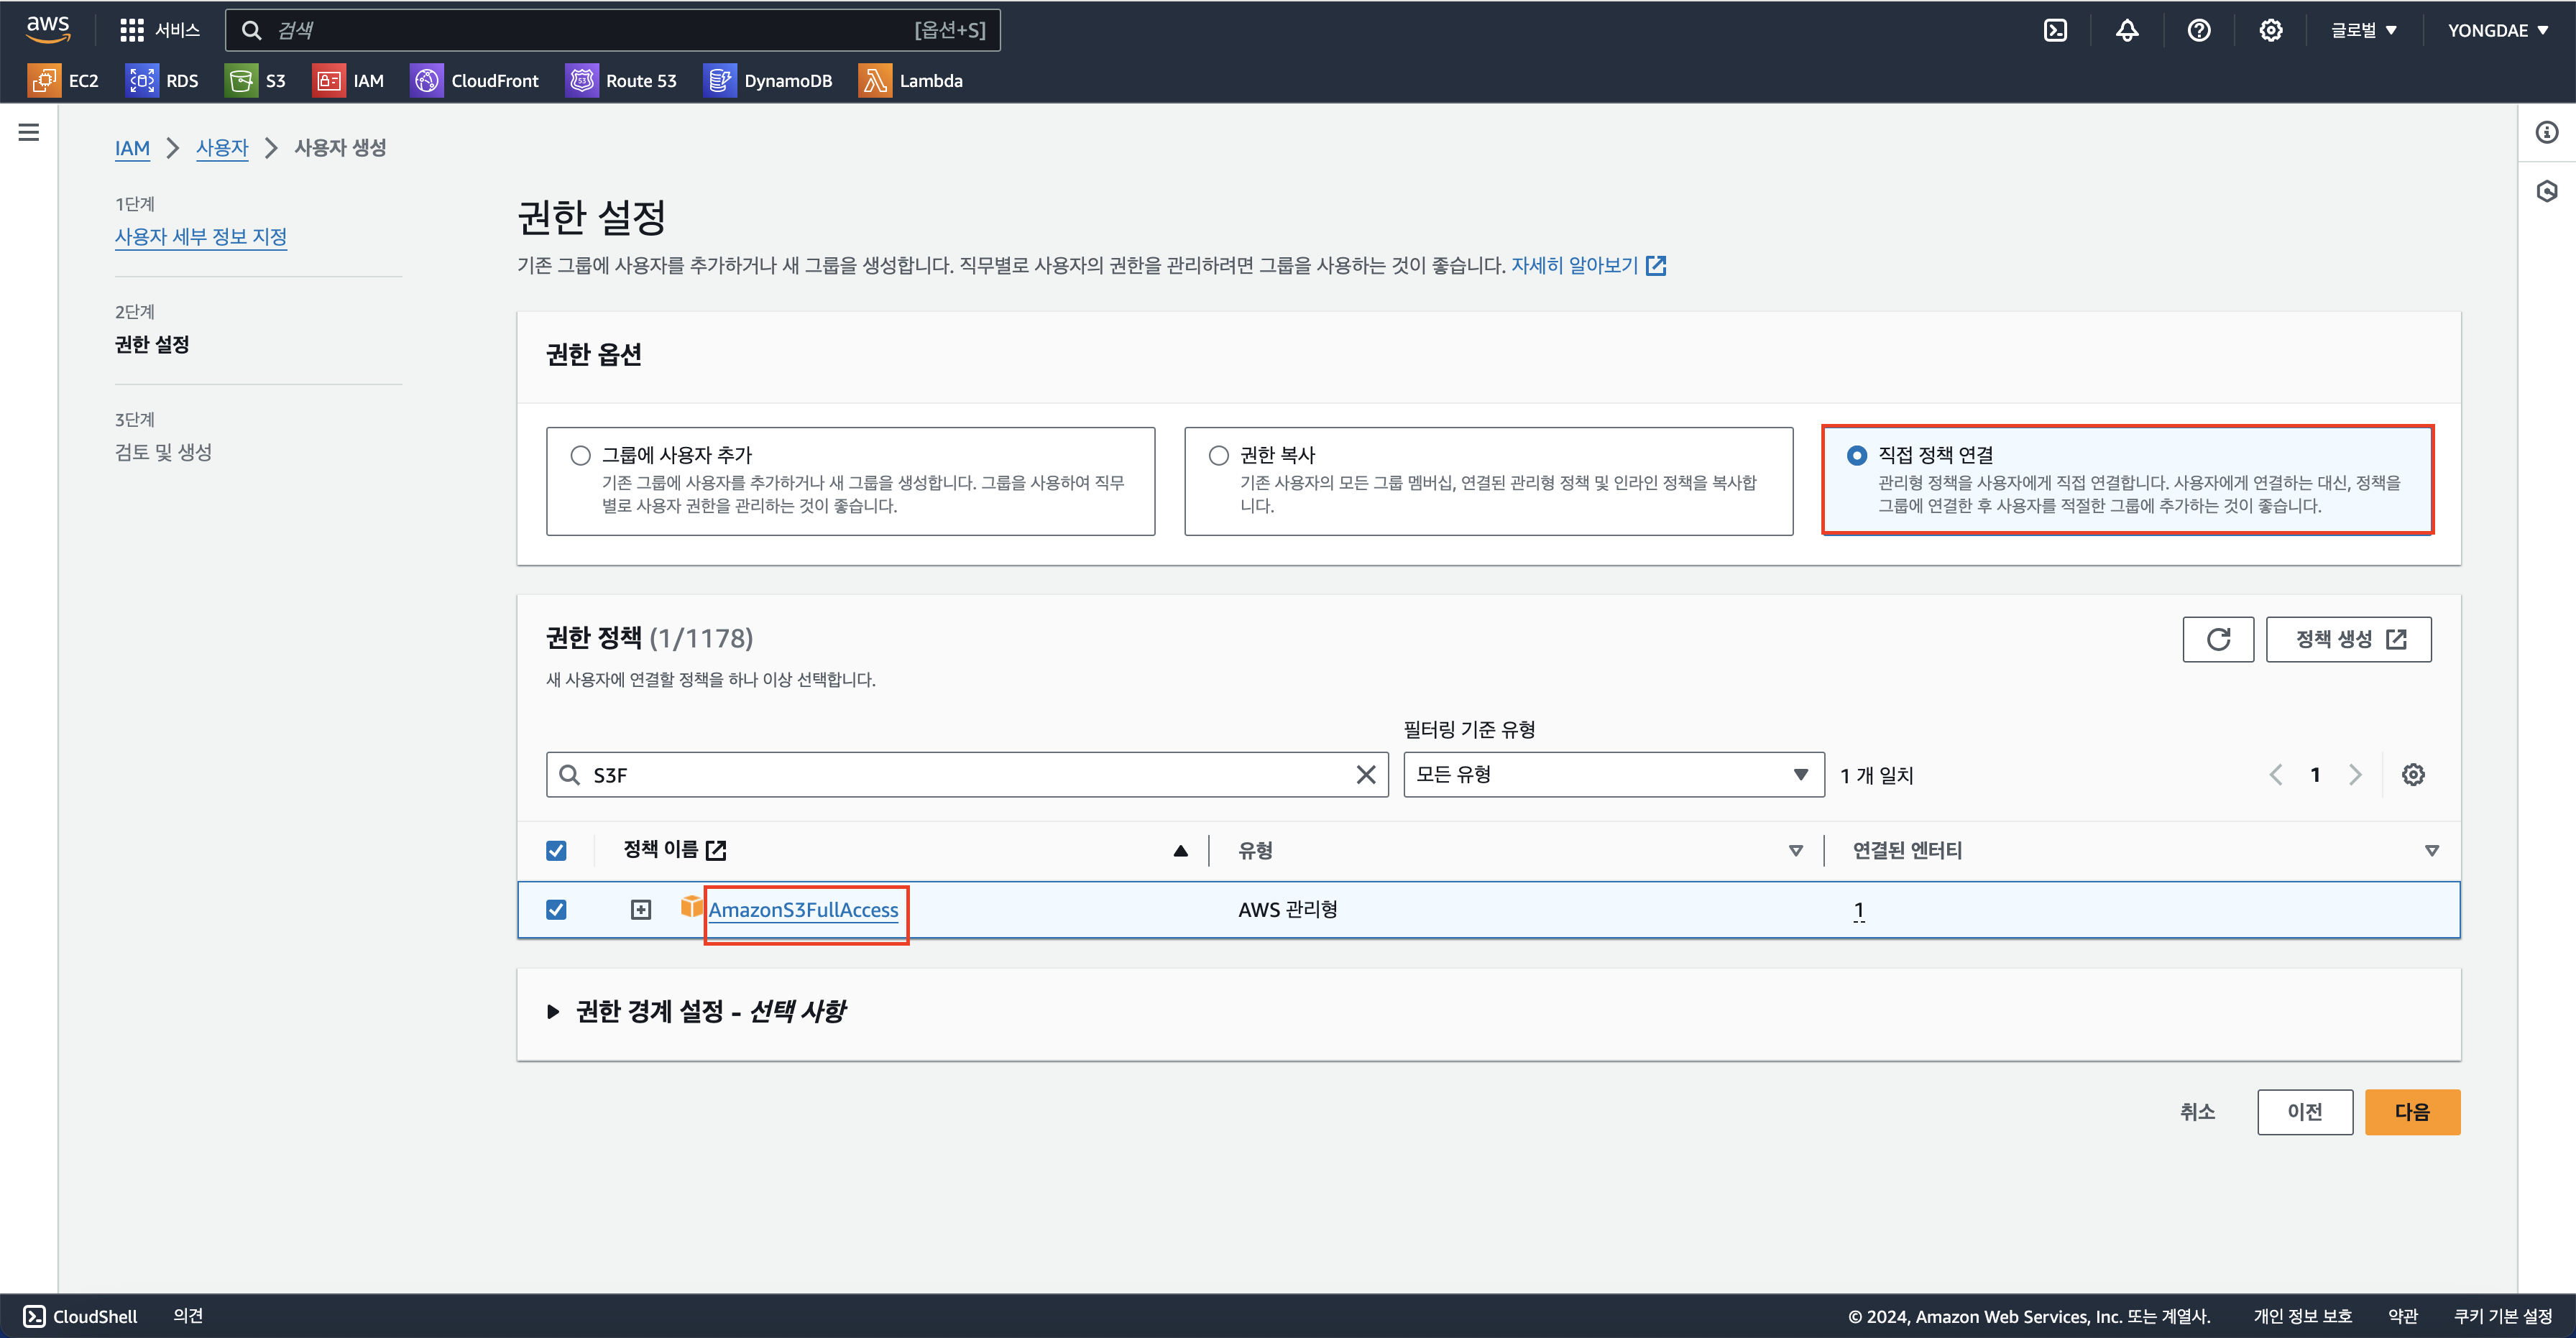 aws
서비스
검색
[옵션+S]
글로벌
YONGDAE
EC2
RDS
S3
IAM
CloudFront
Route 53
DynamoDB
Lambda
IAM
사용자
사용자 생성
1단계
사용자 세부 정보 지정
2단계
권한 설정
3단계
검토 및 생성
권한 설정
기존 그룹에 사용자를 추가하거나 새 그룹을 생성합니다. 직무별로 사용자의 권한을 관리하려면 그룹을 사용하는 것이 좋습니다. 자세히 알아보기
권한 옵션
그룹에 사용자 추가
기존 그룹에 사용자를 추가하거나 새 그룹을 생성합니다. 그룹을 사용하여 직무
별로 사용자 권한을 관리하는 것이 좋습니다.
권한 복사
기존 사용자의 모든 그룹 멤버십, 연결된 관리형 정책 및 인라인 정책을 복사합
니다.
직접 정책 연결
관리형 정책을 사용자에게 직접 연결합니다. 사용자에게 연결하는 대신, 정책을
그룹에 연결한 후 사용자를 적절한 그룹에 추가하는 것이 좋습니다.
권한 정책 (1/1178)
정책 생성
새 사용자에 연결할 정책을 하나 이상 선택합니다.
필터링 기준 유형
S3F
모든 유형
1 개 일치
1
정책 이름
유형
연결된 엔터티
AmazonS3FullAccess
AWS 관리형
1
권한 경계 설정 - 선택 사항
취소
이전
다음
CloudShell
의견
© 2024, Amazon Web Services, Inc. 또는 계열사.
개인 정보 보호
약관
쿠키 기본 설정